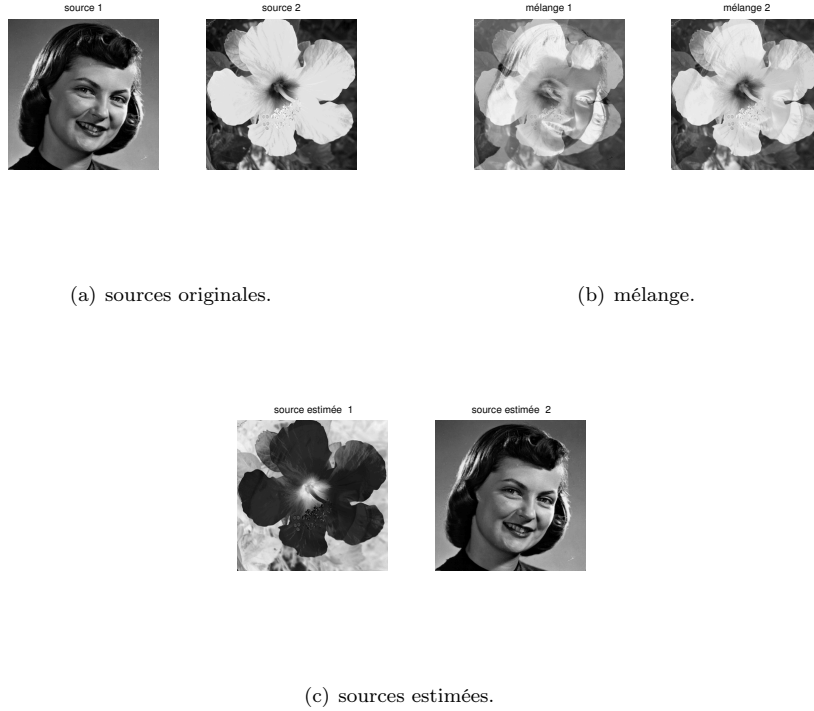 source 1
source 2
mélange 1
mélange 2
(a) sources originales.
(b) mélange.
source estimée 1
source estimée 2
(c) sources estimées.